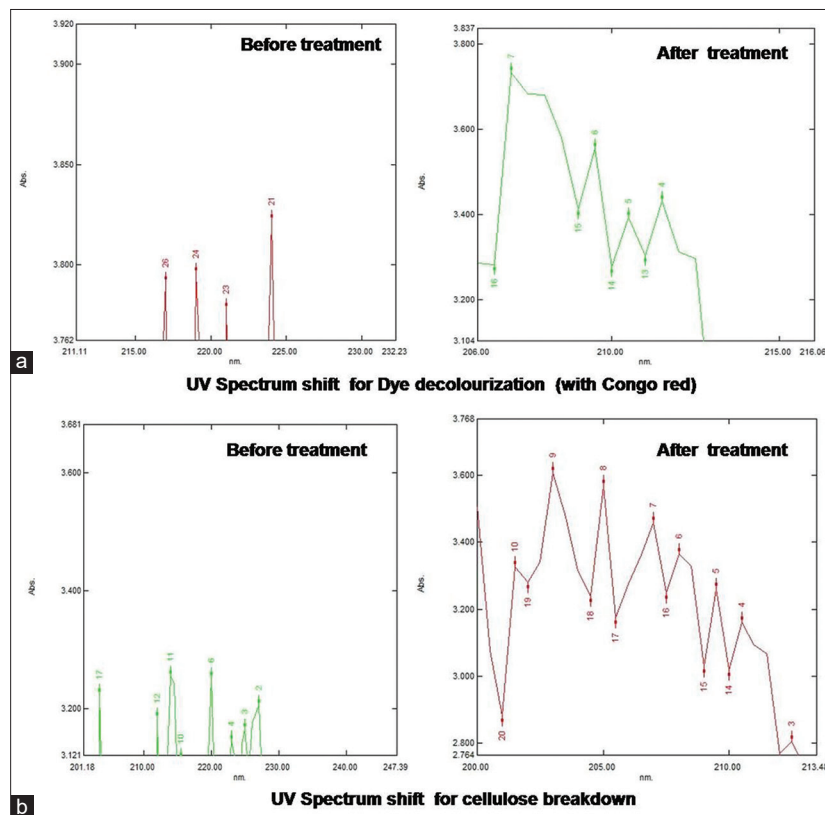 Before treatment
3.920
3.900
3.850
3.800
3.762
Abs.
26
24
23
21
211.11 215.00 220.00 225.00 230.00 232.23
nm.
After treatment
3.837
3.800
3.600
3.400
3.200
3.104
Abs.
7
6
5
4
16
15
14
13
206.00 210.00 215.00 216.06
nm.
a
UV Spectrum shift for Dye decolourization (with Congo red)
Before treatment
3.681
3.600
3.400
3.200
3.121
Abs.
17
12
11
10
6
4
3
2
201.18 210.00 220.00 230.00 240.00 247.39
nm.
After treatment
3.768
3.600
3.400
3.200
3.000
2.800
2.764
Abs.
9
8
7
10
6
5
4
3
19
18
17
16
15
14
20
200.00 205.00 210.00 213.48
nm.
b
UV Spectrum shift for cellulose breakdown